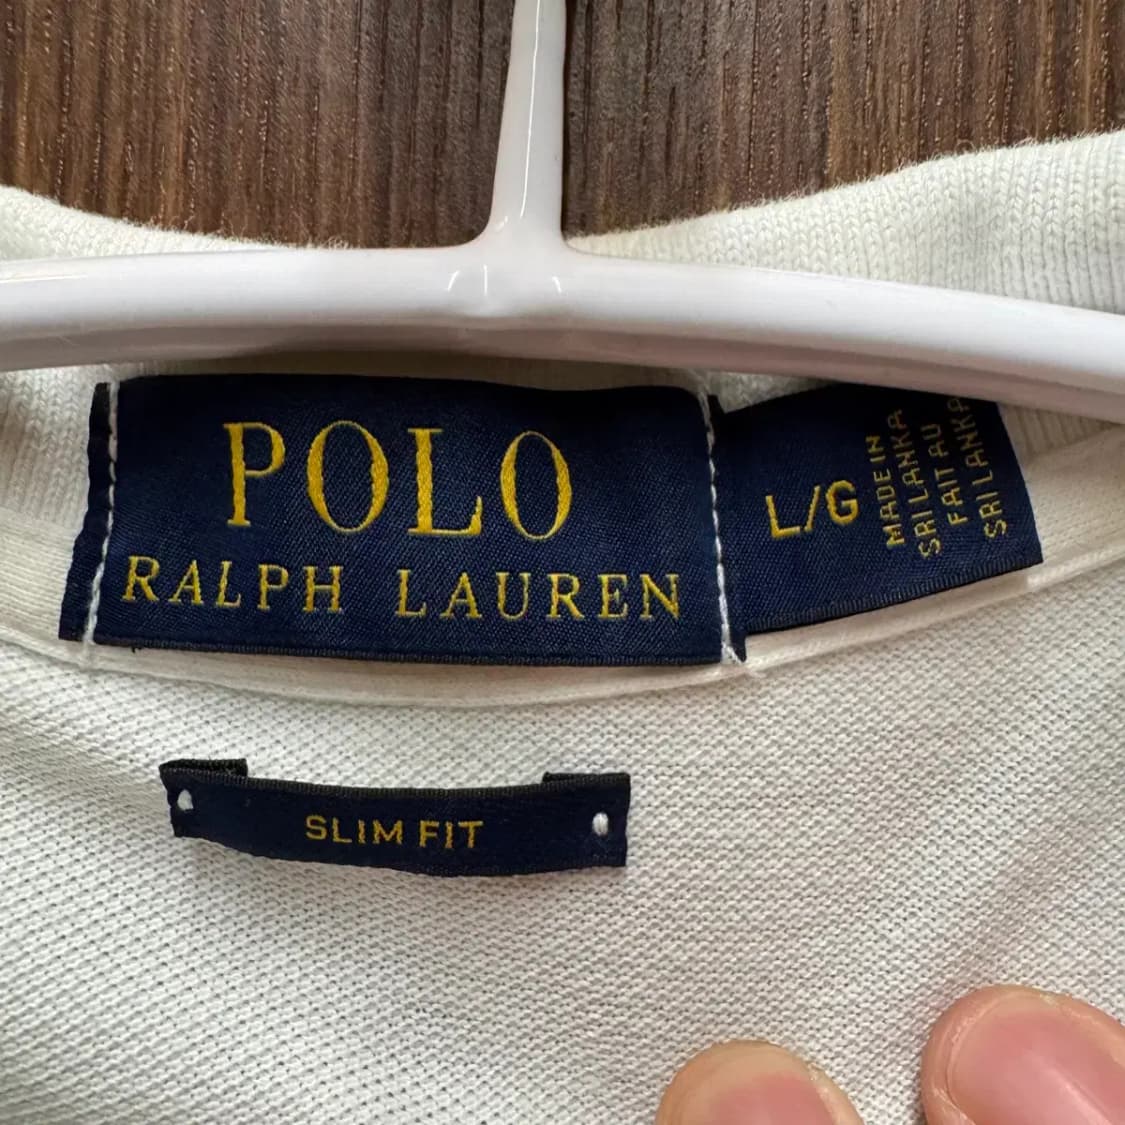 POLO
RALPH LAUREN
L/G
MADE IN
SRI LANKA
FAIT AU
SRI LANKA
SLIM FIT